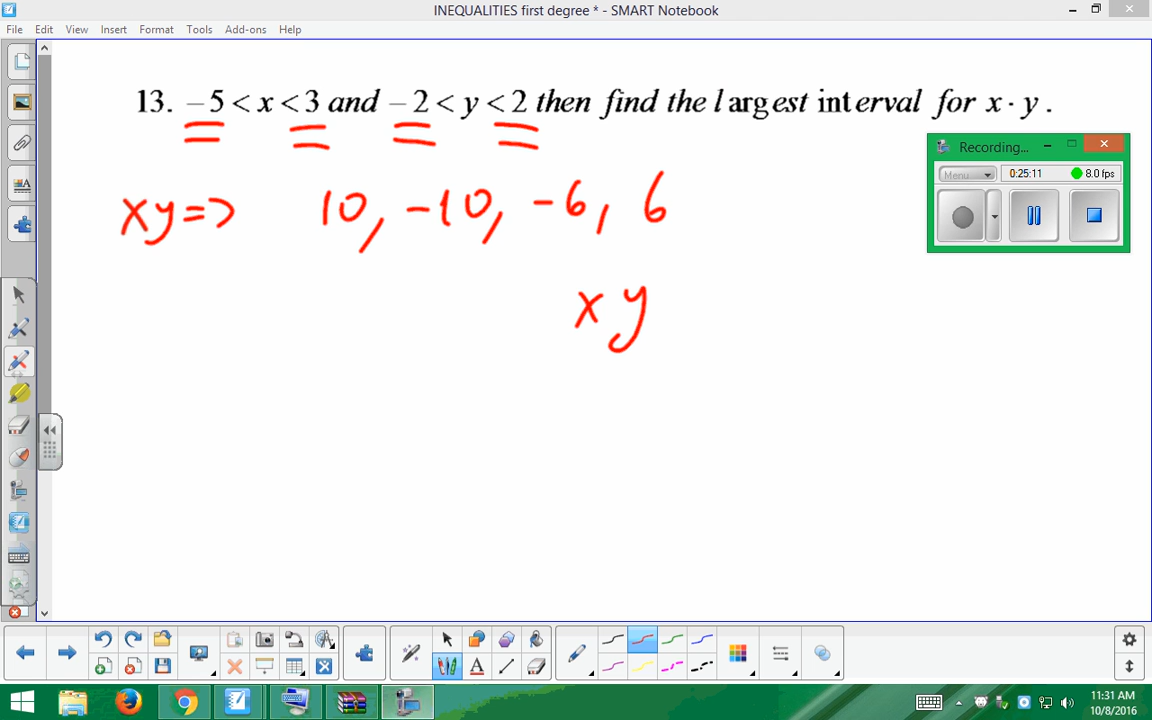 INEQUALITIES first degree * - SMART Notebook
File Edit View Insert Format Tools Add-ons Help
13. −5 < x < 3 and −2 < y < 2 then find the largest interval for x · y .
Recording...
Menu 0:25:11 8.0 fps
xy => 10, -10, -6, 6
xy
A
11:31 AM
10/8/2016